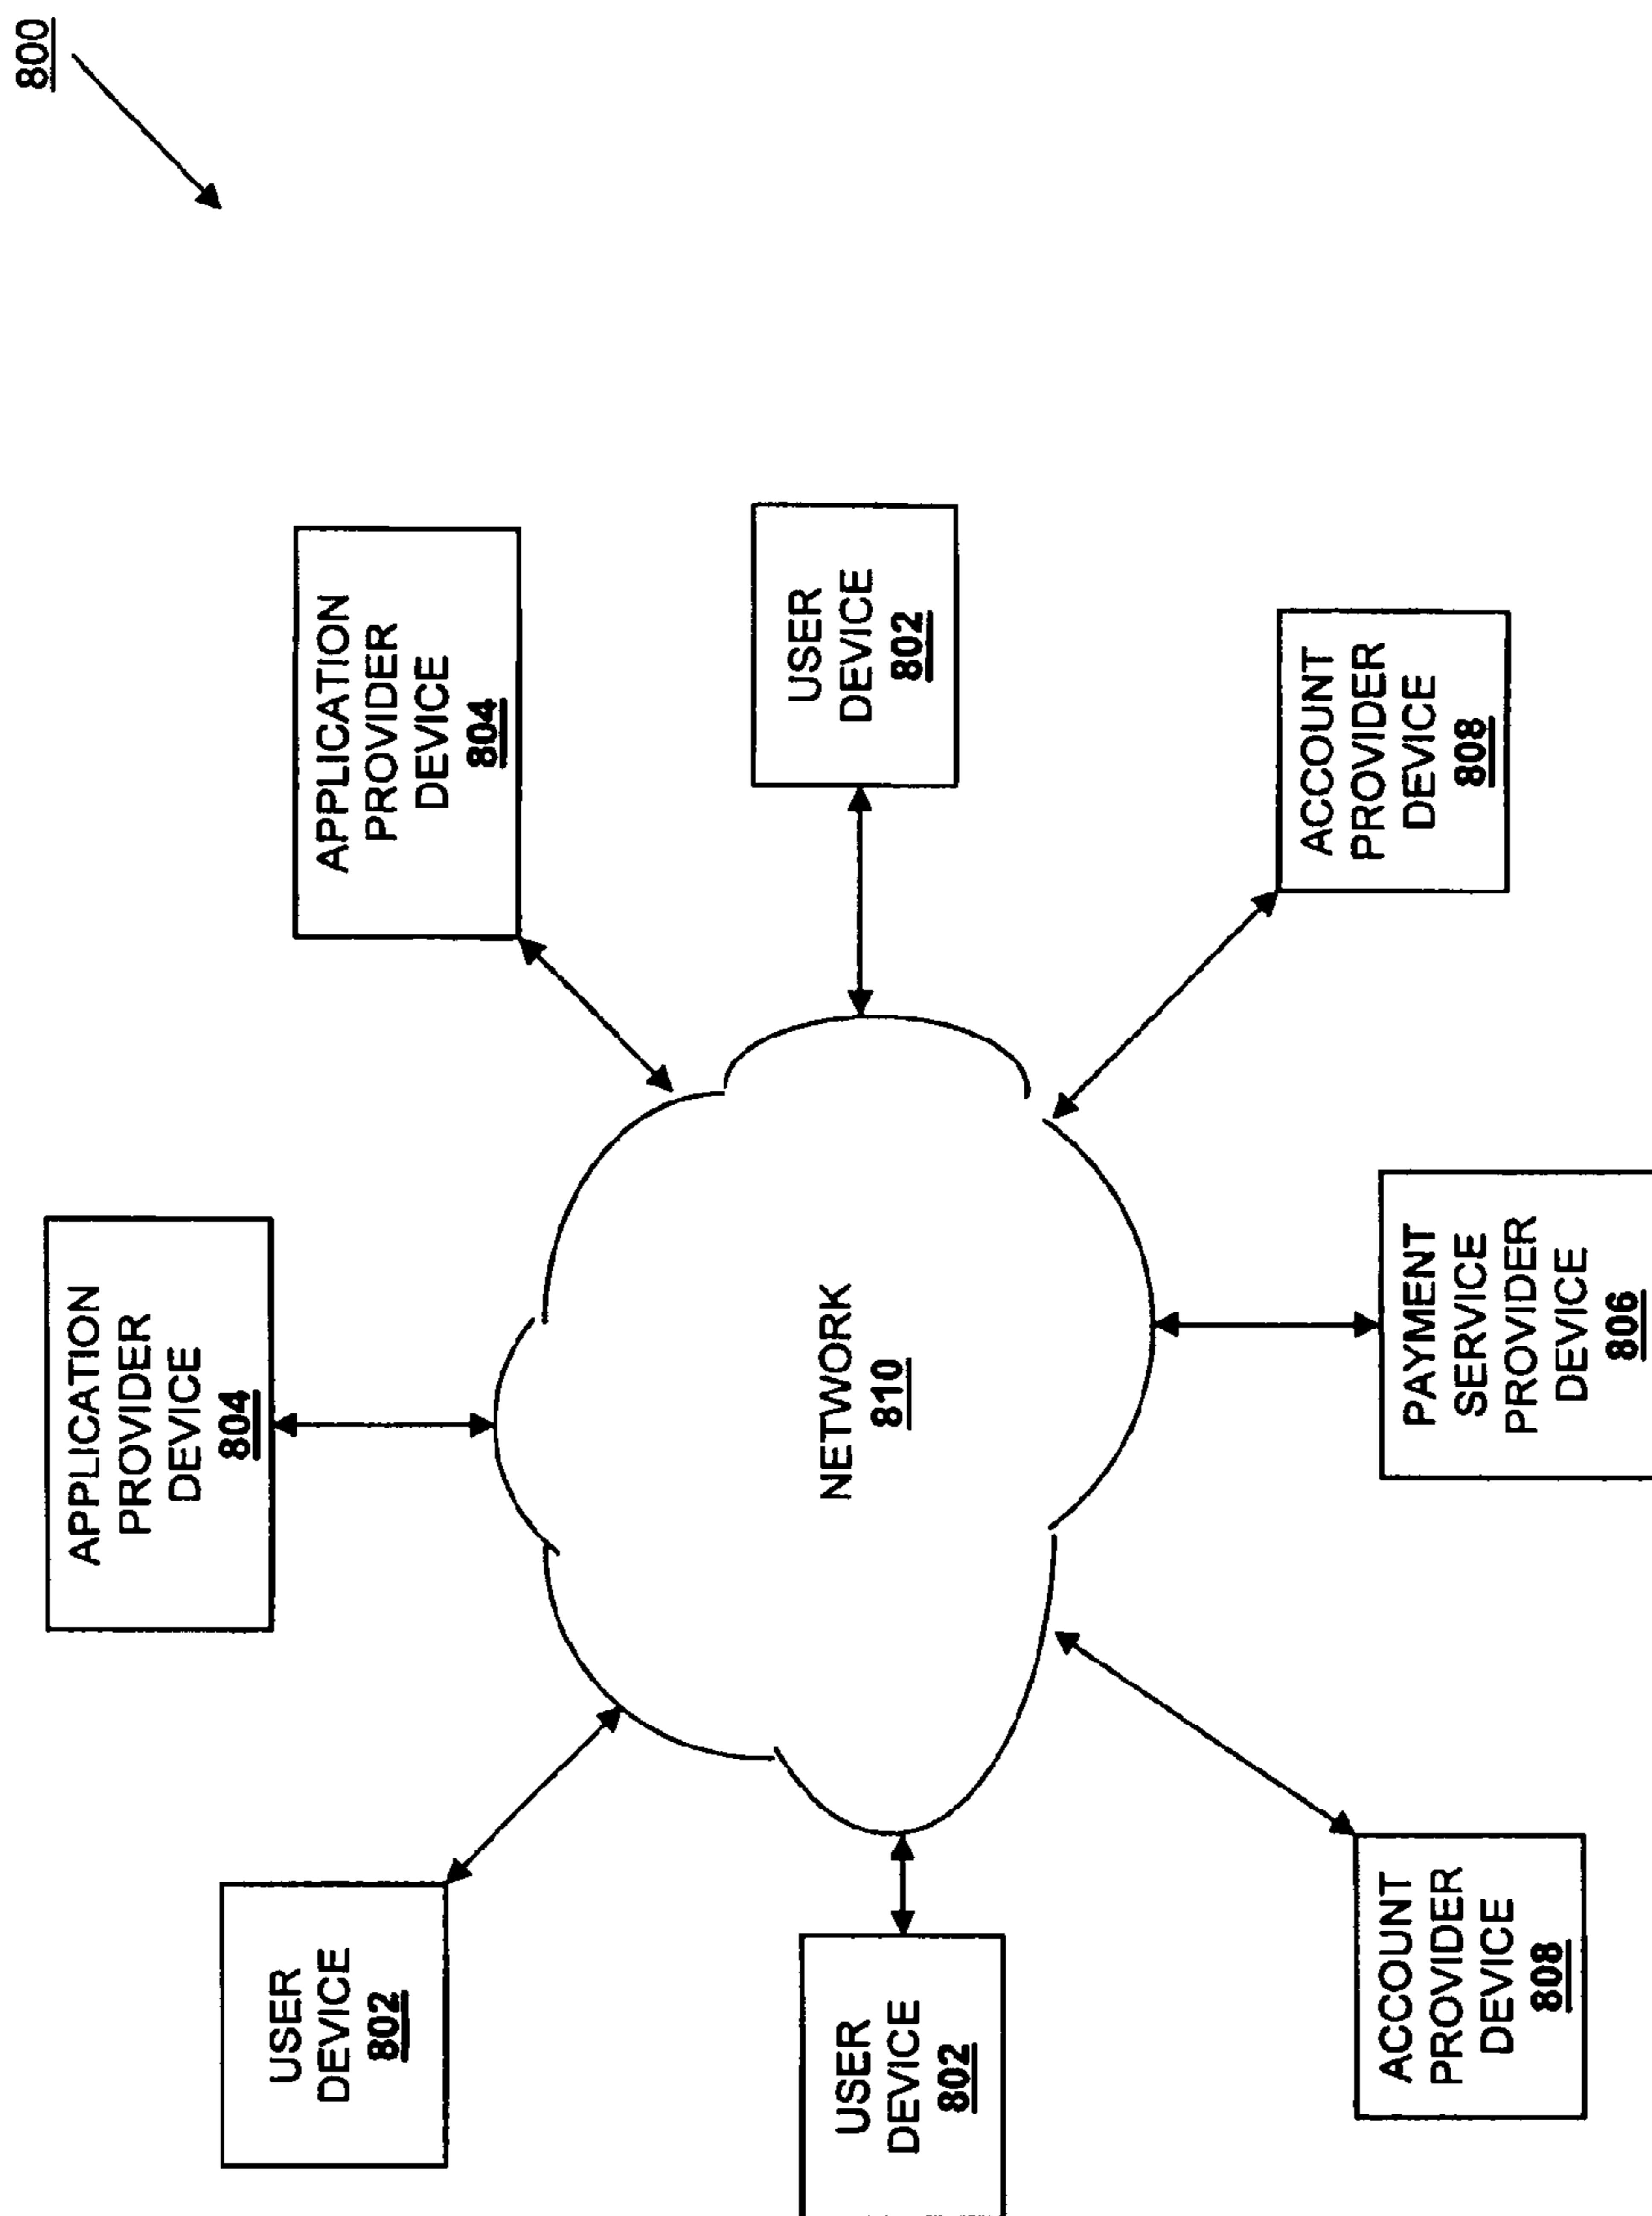 800
USER
DEVICE
802
APPLICATION
PROVIDER
DEVICE
804
APPLICATION
PROVIDER
DEVICE
804
USER
DEVICE
802
NETWORK
810
USER
DEVICE
802
ACCOUNT
PROVIDER
DEVICE
808
PAYMENT
SERVICE
PROVIDER
DEVICE
806
ACCOUNT
PROVIDER
DEVICE
808